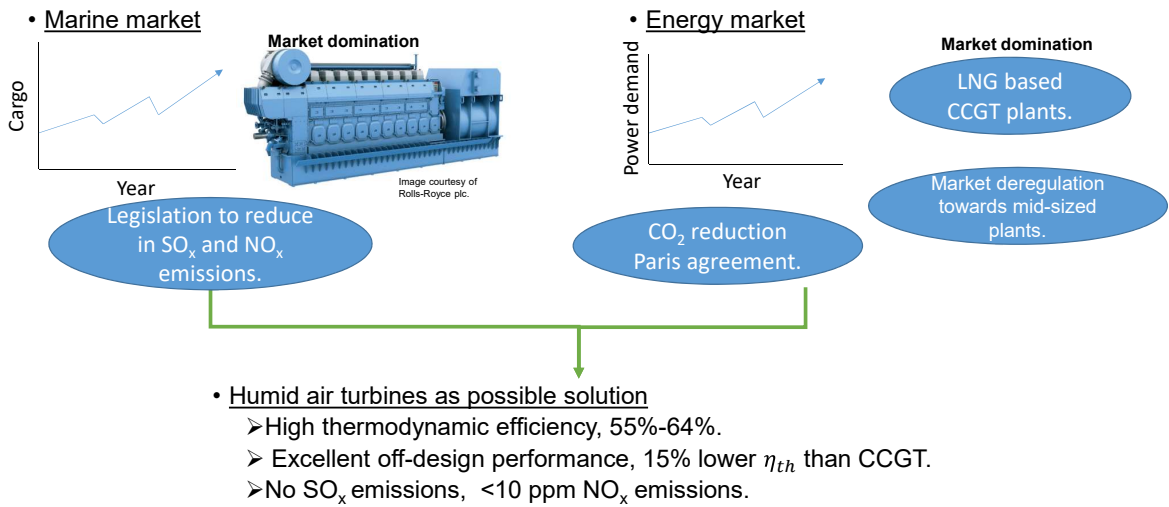 • Marine market
Market domination
Cargo
Year
Image courtesy of
Rolls-Royce plc.
Legislation to reduce
in SOₓ and NOₓ
emissions.
• Energy market
Power demand
Year
Market domination
LNG based
CCGT plants.
Market deregulation
towards mid-sized
plants.
CO₂ reduction
Paris agreement.
• Humid air turbines as possible solution
➢High thermodynamic efficiency, 55%-64%.
➢ Excellent off-design performance, 15% lower η_th than CCGT.
➢No SOₓ emissions, <10 ppm NOₓ emissions.